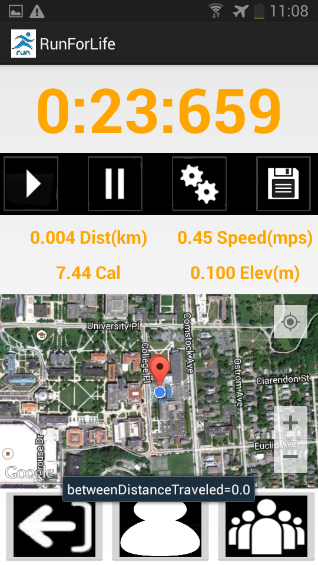 11:08
RunForLife
run
0:23:659
0.004 Dist(km) 0.45 Speed(mps)
7.44 Cal 0.100 Elev(m)
University Pl
College Pl
Comstock Ave
Ostrom Ave
Clarendon St
Euclid Ave
Google
betweenDistanceTraveled=0.0